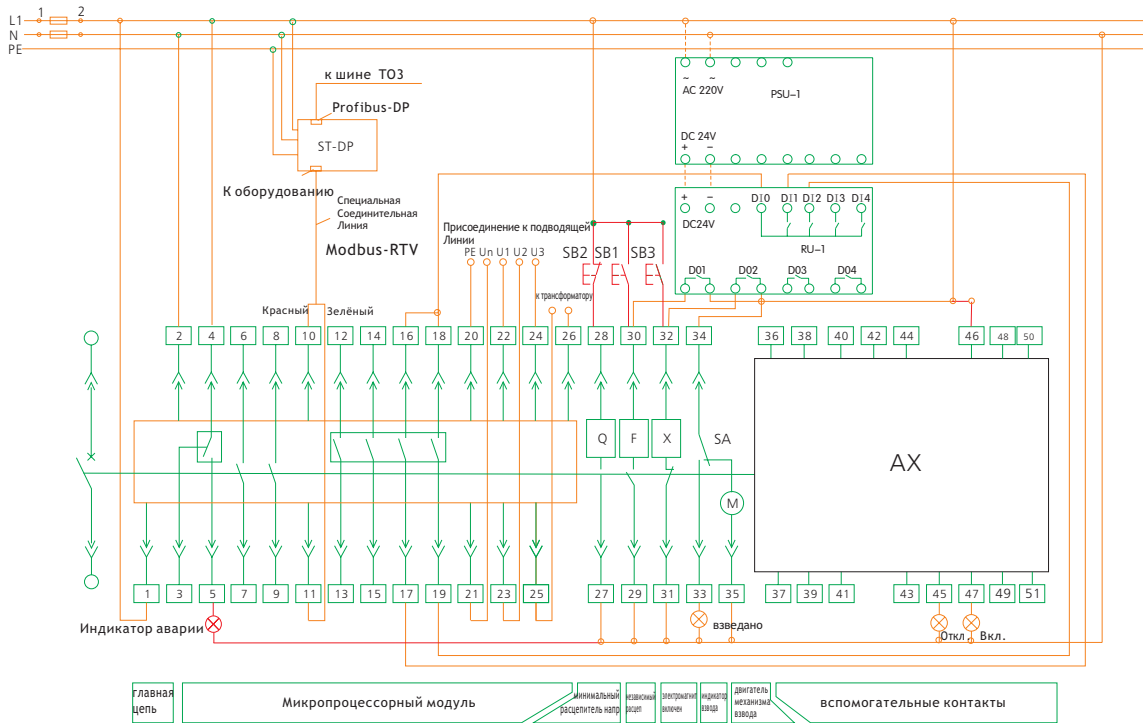 L1 1 2
N
PE
к шине ТО3
Profibus-DP
ST-DP
К оборудованию
Специальная
Соединительная
Линия
Modbus-RTV
Красный Зелёный
Присоединение к подводящей
Линии
PE Un U1 U2 U3
к трансформатору
SB2 SB1 SB3
~ ~
AC 220V
PSU-1
DC 24V
+ -
+ - DI0 DI1 DI2 DI3 DI4
DC24V
RU-1
D01 D02 D03 D04
2 4 6 8 10 12 14 16 18 20 22 24 26 28 30 32 34 36 38 40 42 44 46 48 50
Q F X SA
M
AX
1 3 5 7 9 11 13 15 17 19 21 23 25 27 29 31 33 35 37 39 41 43 45 47 49 51
Индикатор аварии
взведано
Откл. Вкл.
главная
цепь
Микропроцессорный модуль
минимальный
расцепитель напр
независимый
расцеп
электромагнит
включен
индикатор
взвода
двигатель
механизма
взвода
вспомогательные контакты